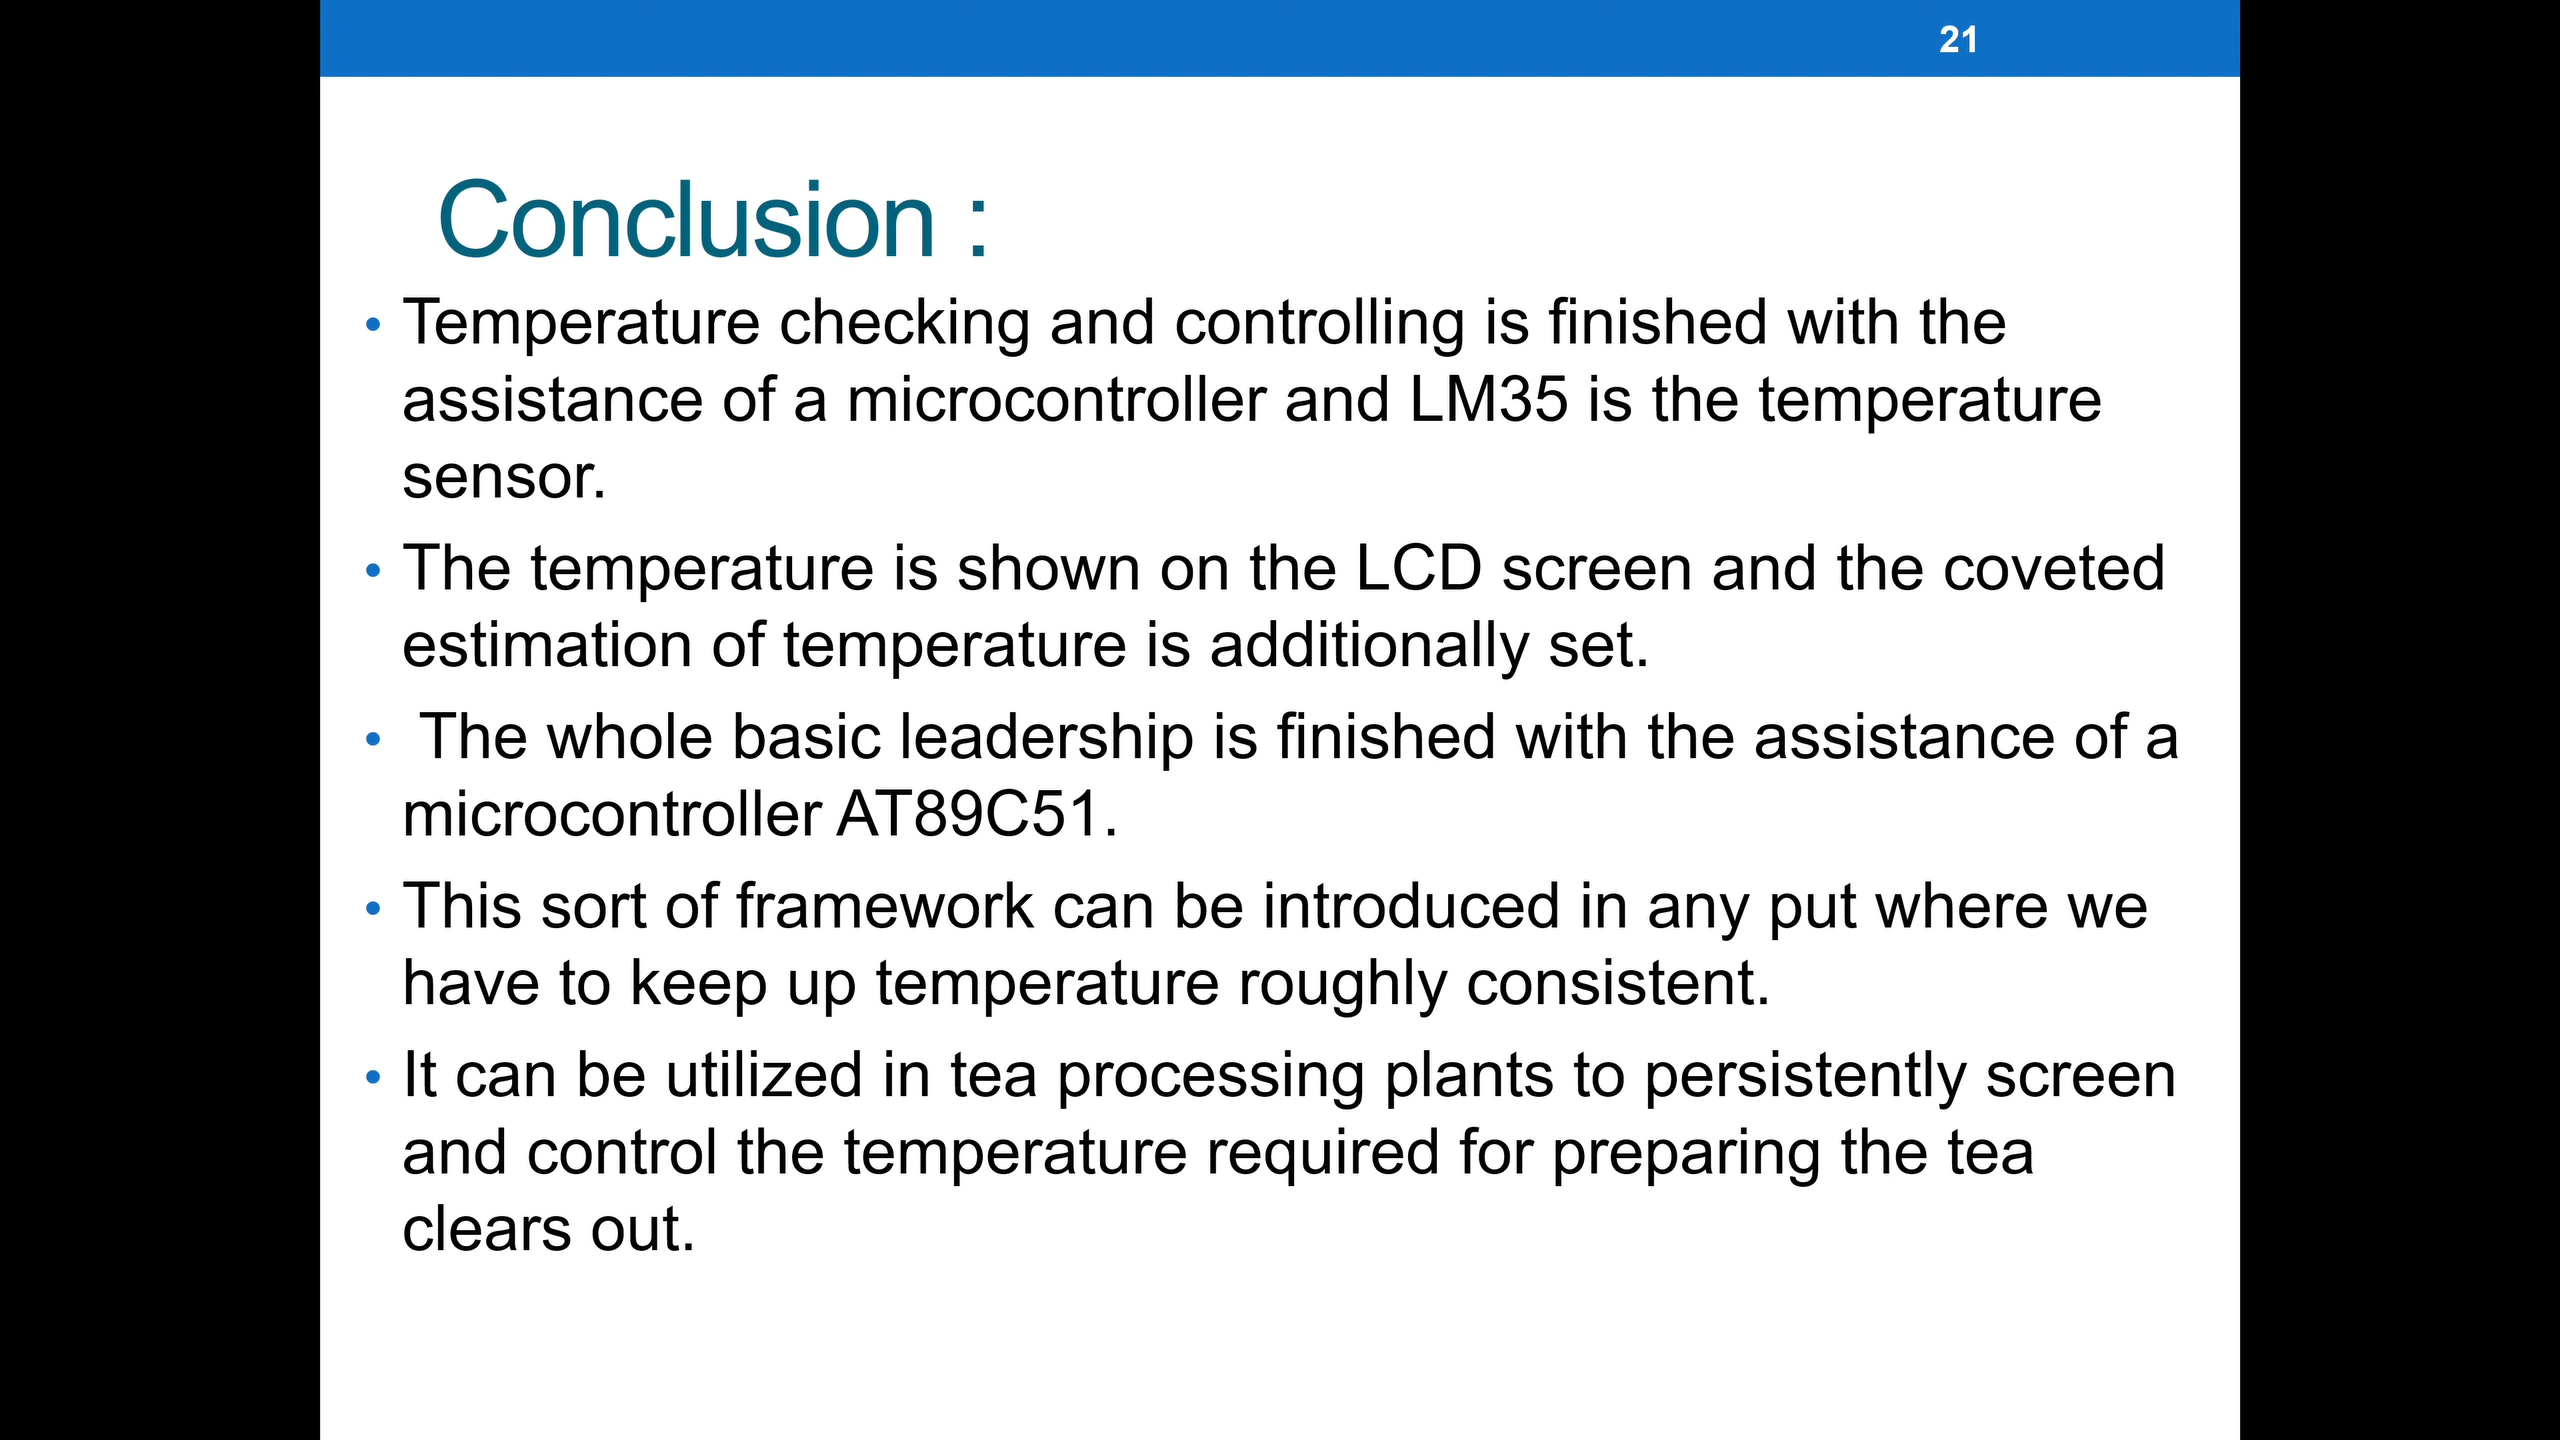 21
Conclusion :
• Temperature checking and controlling is finished with the
assistance of a microcontroller and LM35 is the temperature
sensor.
• The temperature is shown on the LCD screen and the coveted
estimation of temperature is additionally set.
• The whole basic leadership is finished with the assistance of a
microcontroller AT89C51.
• This sort of framework can be introduced in any put where we
have to keep up temperature roughly consistent.
• It can be utilized in tea processing plants to persistently screen
and control the temperature required for preparing the tea
clears out.